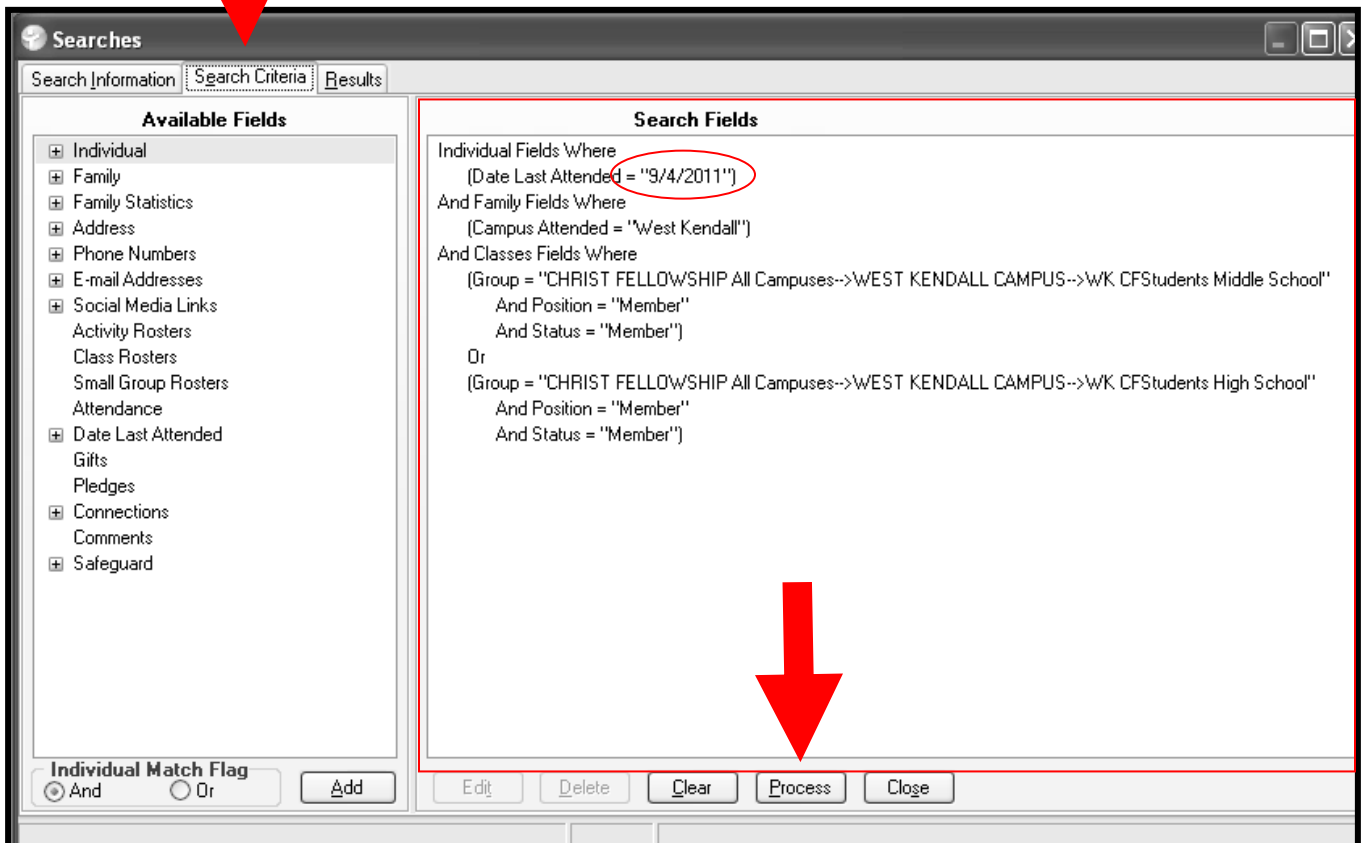 Searches
Search Information Search Criteria Results
Available Fields
Individual
Family
Family Statistics
Address
Phone Numbers
E-mail Addresses
Social Media Links
Activity Rosters
Class Rosters
Small Group Rosters
Attendance
Date Last Attended
Gifts
Pledges
Connections
Comments
Safeguard
Individual Match Flag
And Or Add
Search Fields
Individual Fields Where
(Date Last Attended = "9/4/2011")
And Family Fields Where
(Campus Attended = "West Kendall")
And Classes Fields Where
(Group = "CHRIST FELLOWSHIP All Campuses-->WEST KENDALL CAMPUS-->WK CFStudents Middle School"
And Position = "Member"
And Status = "Member")
Or
(Group = "CHRIST FELLOWSHIP All Campuses-->WEST KENDALL CAMPUS-->WK CFStudents High School"
And Position = "Member"
And Status = "Member")
Edit Delete Clear Process Close